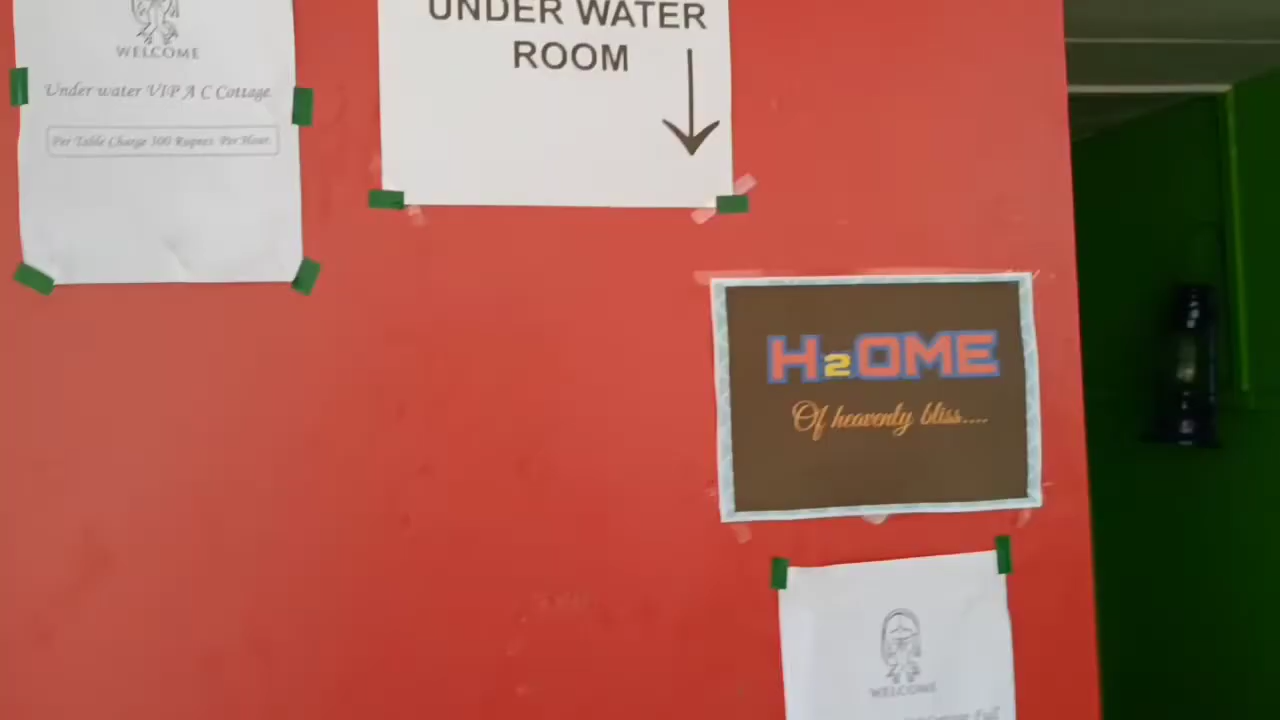 WELCOME
Under water VIP A C Cottage.
Per Table Charge 300 Rupees. Per Hour.
UNDER WATER
ROOM
H2OME
Of heavenly bliss....
WELCOME